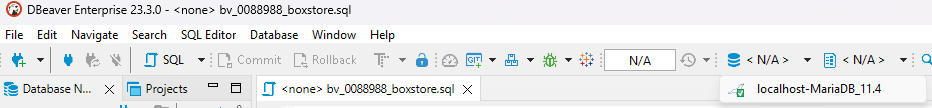 DBeaver Enterprise 23.3.0 - <none> bv_0088988_boxstore.sql
File Edit Navigate Search SQL Editor Database Window Help
SQL Commit Rollback T GIT N/A < N/A > < N/A >
Database N... Projects <none> bv_0088988_boxstore.sql localhost-MariaDB_11.4